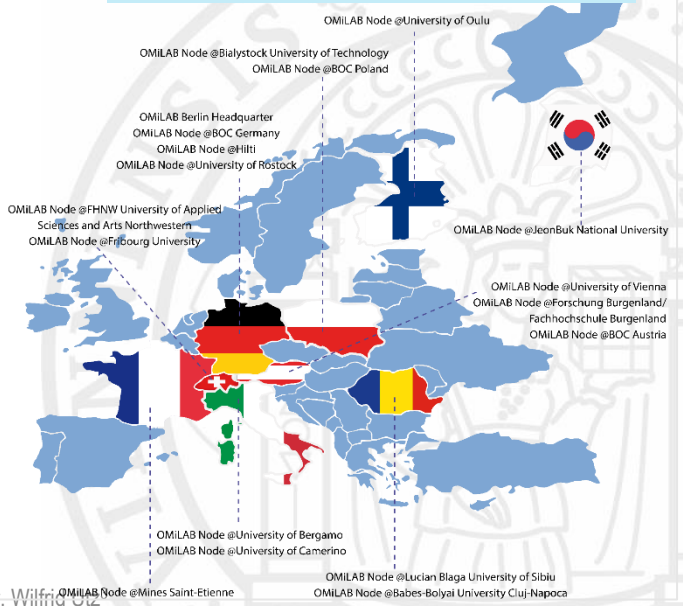 OMiLAB Node @University of Oulu
OMiLAB Node @Bialystock University of Technology
OMiLAB Node @BOC Poland
OMiLAB Berlin Headquarter
OMiLAB Node @BOC Germany
OMiLAB Node @Hilti
OMiLAB Node @University of Rostock
OMiLAB Node @FHNW University of Applied
Sciences and Arts Northwestern
OMiLAB Node @Fribourg University
OMiLAB Node @JeonBuk National University
OMiLAB Node @University of Vienna
OMiLAB Node @Forschung Burgenland/
Fachhochschule Burgenland
OMiLAB Node @BOC Austria
OMiLAB Node @University of Bergamo
OMiLAB Node @University of Camerino
OMiLAB Node @Lucian Blaga University of Sibiu
OMiLAB Node @Babes-Bolyai University Cluj-Napoca
OMiLAB Node @Mines Saint-Etienne
Wilfrid Utz